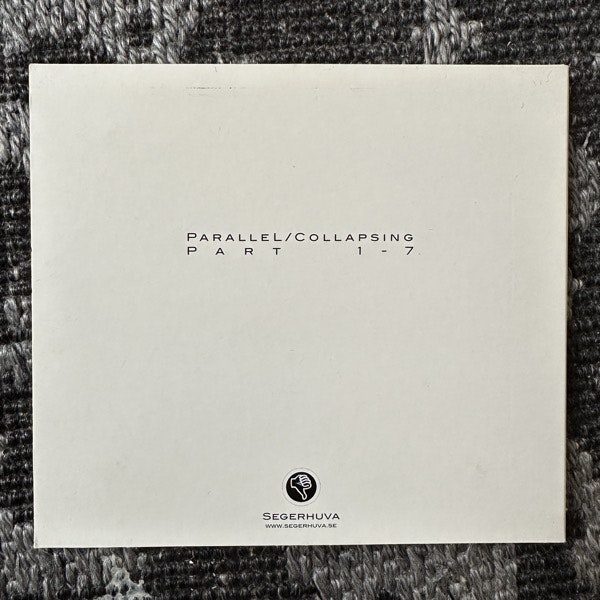 PARALLEL/COLLAPSING
PART 1-7
SEGERHUVA
WWW.SEGERHUVA.SE